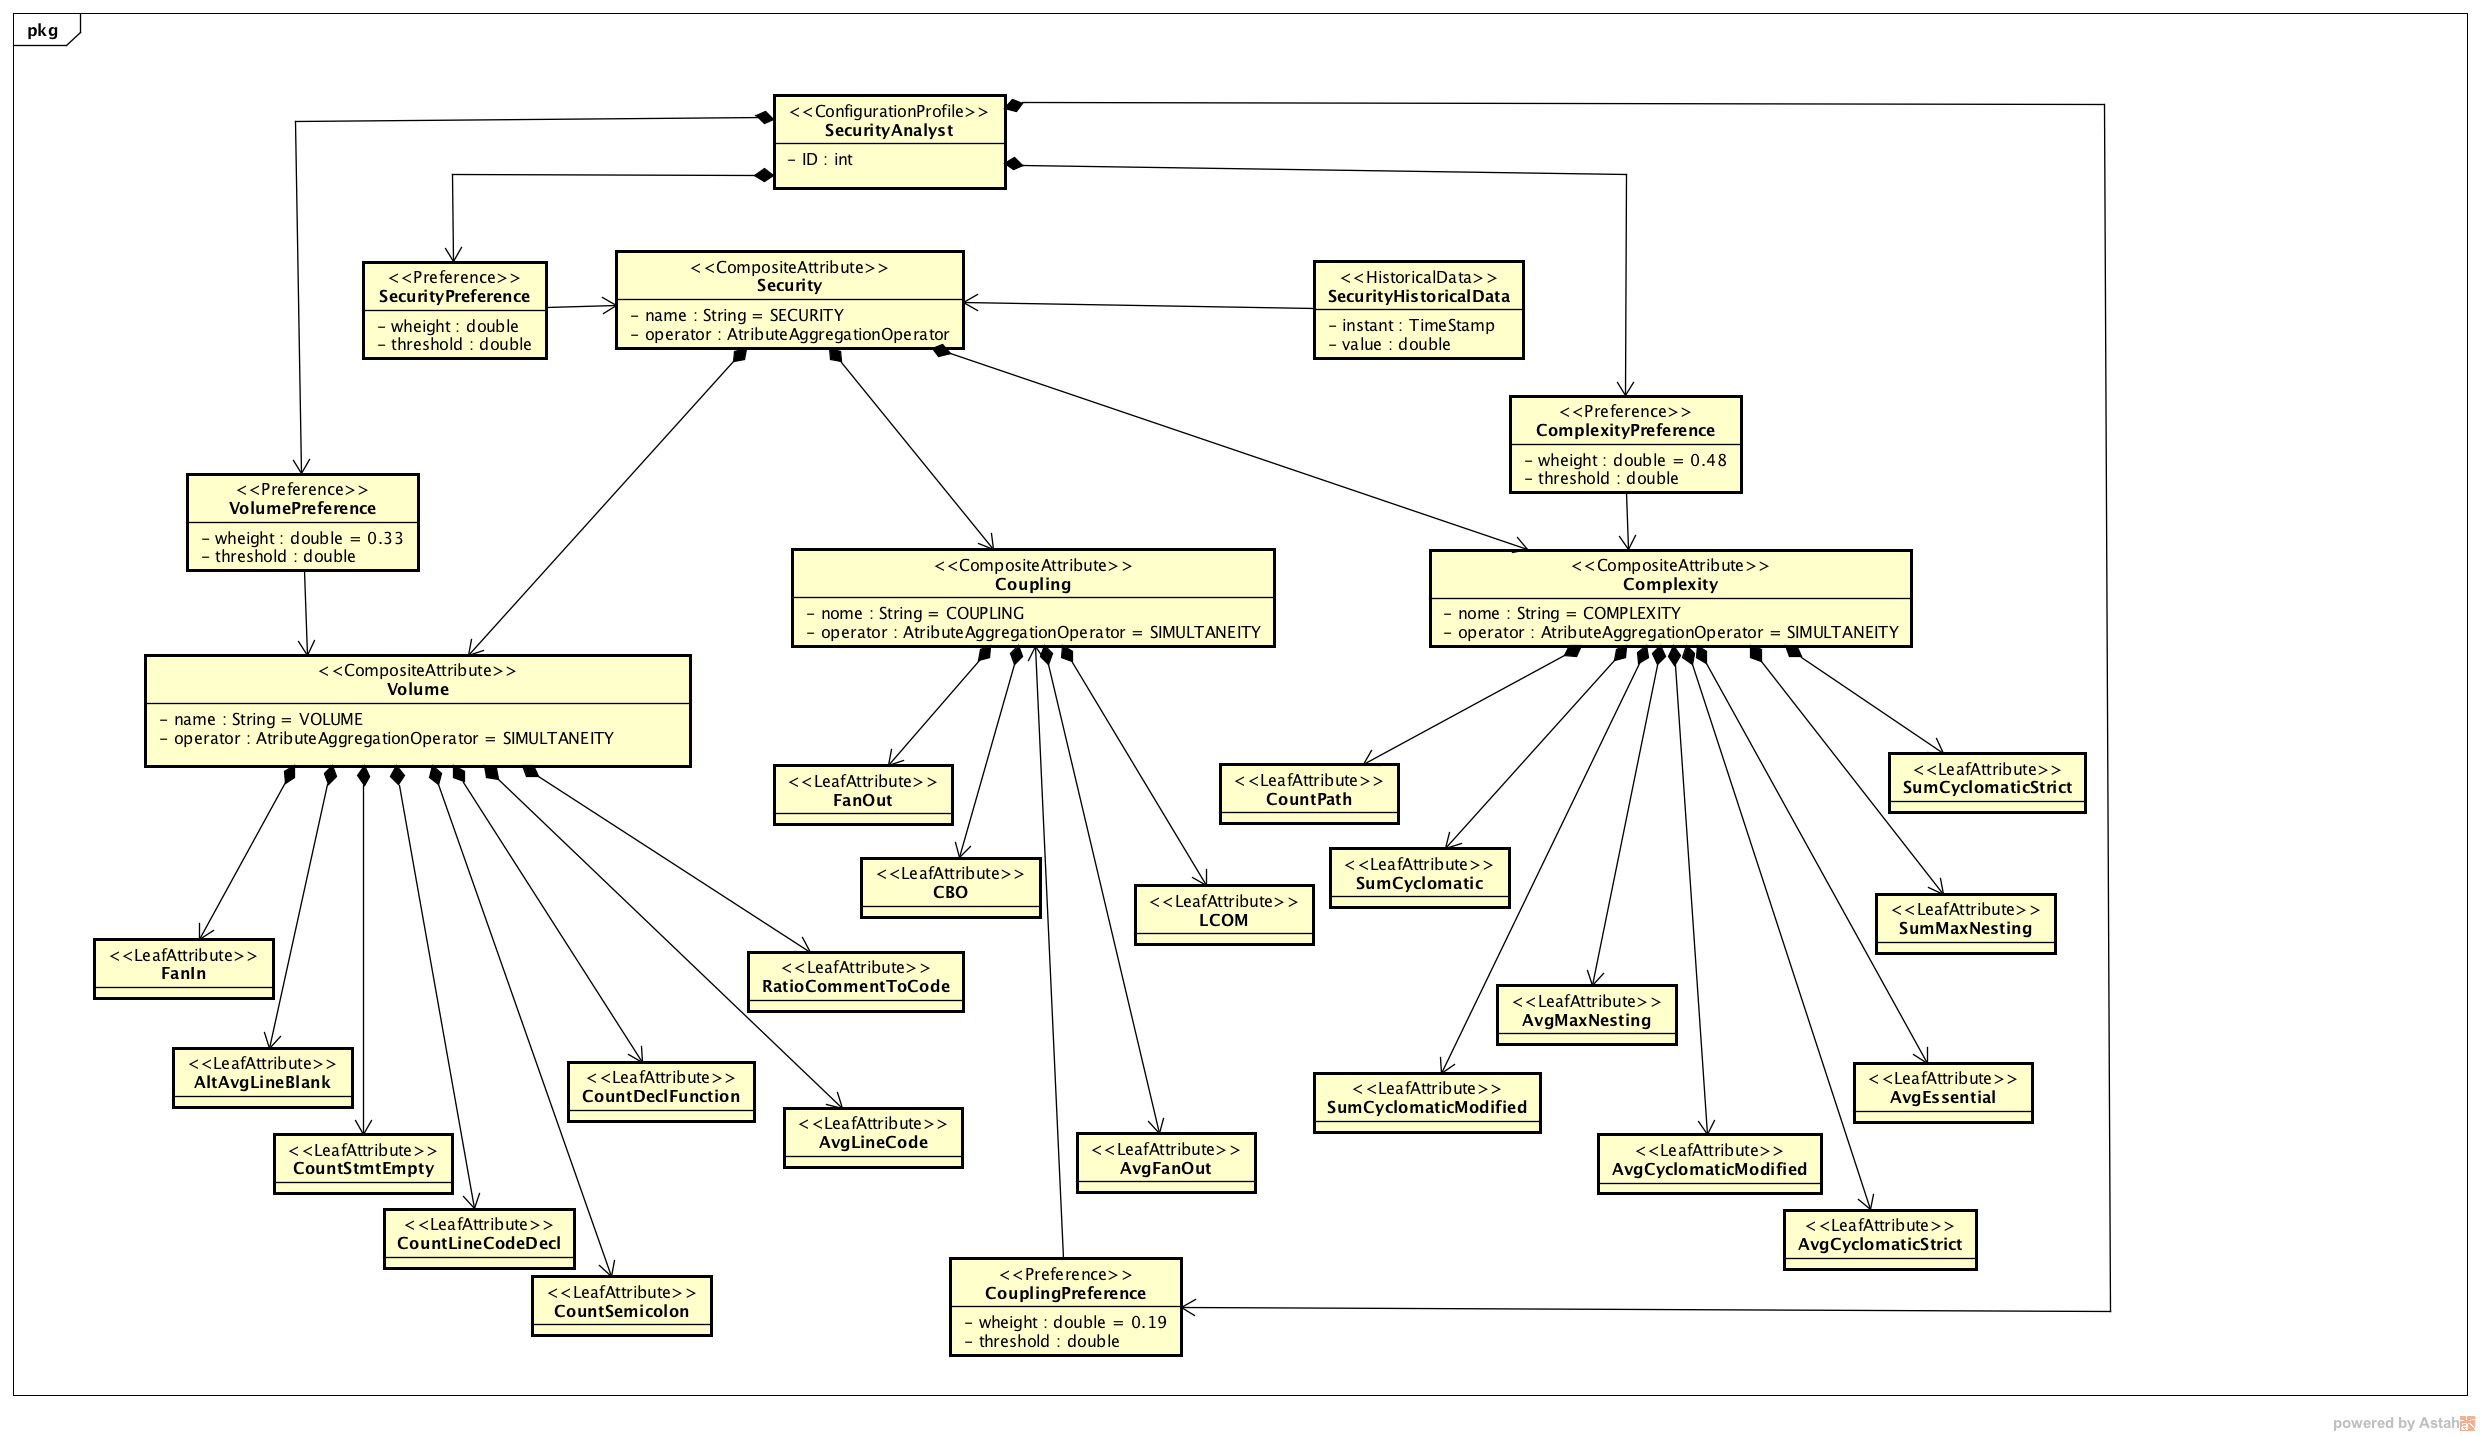 pkg
<<ConfigurationProfile>>
SecurityAnalyst
- ID : int
<<Preference>>
SecurityPreference
- wheight : double
- threshold : double
<<CompositeAttribute>>
Security
- name : String = SECURITY
- operator : AtributeAggregationOperator
<<HistoricalData>>
SecurityHistoricalData
- instant : TimeStamp
- value : double
<<Preference>>
ComplexityPreference
- wheight : double = 0.48
- threshold : double
<<Preference>>
VolumePreference
- wheight : double = 0.33
- threshold : double
<<CompositeAttribute>>
Coupling
- nome : String = COUPLING
- operator : AtributeAggregationOperator = SIMULTANEITY
<<CompositeAttribute>>
Complexity
- nome : String = COMPLEXITY
- operator : AtributeAggregationOperator = SIMULTANEITY
<<CompositeAttribute>>
Volume
- name : String = VOLUME
- operator : AtributeAggregationOperator = SIMULTANEITY
<<LeafAttribute>>
FanOut
<<LeafAttribute>>
CountPath
<<LeafAttribute>>
SumCyclomaticStrict
<<LeafAttribute>>
CBO
<<LeafAttribute>>
LCOM
<<LeafAttribute>>
SumCyclomatic
<<LeafAttribute>>
SumMaxNesting
<<LeafAttribute>>
FanIn
<<LeafAttribute>>
RatioCommentToCode
<<LeafAttribute>>
AvgMaxNesting
<<LeafAttribute>>
AltAvgLineBlank
<<LeafAttribute>>
CountDeclFunction
<<LeafAttribute>>
AvgLineCode
<<LeafAttribute>>
SumCyclomaticModified
<<LeafAttribute>>
AvgEssential
<<LeafAttribute>>
CountStmtEmpty
<<LeafAttribute>>
AvgFanOut
<<LeafAttribute>>
AvgCyclomaticModified
<<LeafAttribute>>
CountLineCodeDecl
<<LeafAttribute>>
AvgCyclomaticStrict
<<LeafAttribute>>
CountSemicolon
<<Preference>>
CouplingPreference
- wheight : double = 0.19
- threshold : double
powered by Astah